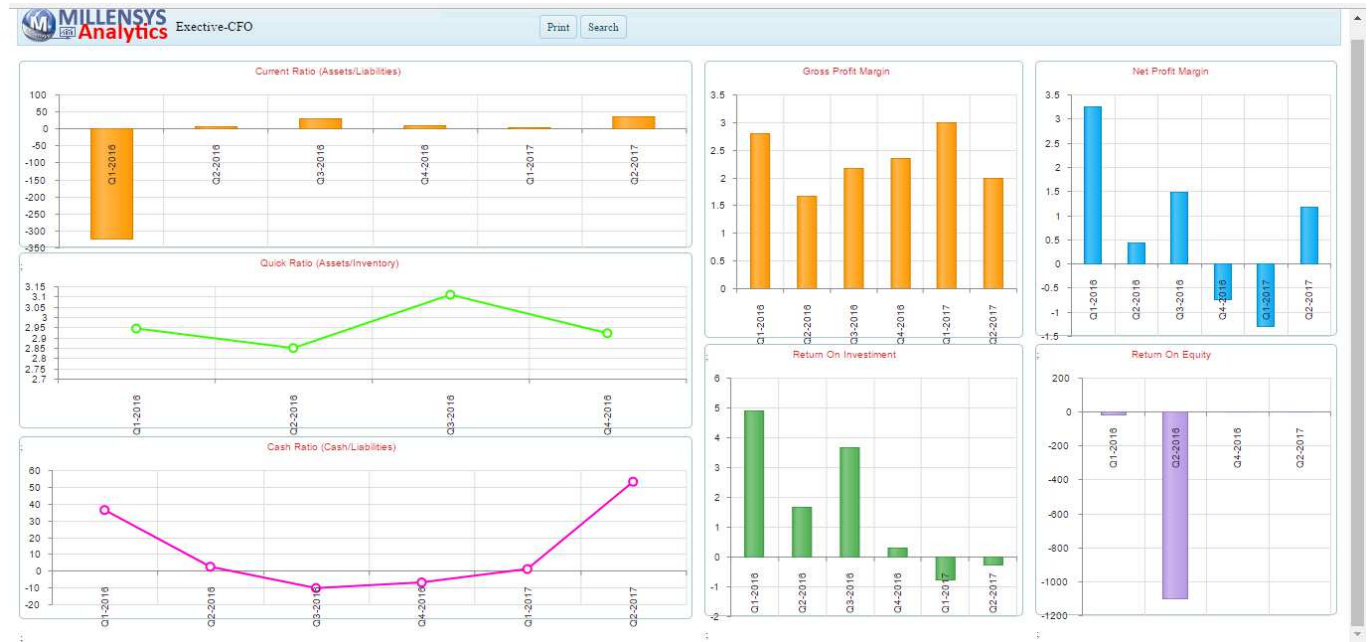 MILLENSYS
Analytics
Exective-CFO
Print
Search
Current Ratio (Assets/Liabilities)
100
50
0
-50
-100
-150
-200
-250
-300
-350
Q1-2016
Q2-2016
Q3-2016
Q4-2016
Q1-2017
Q2-2017
;
Quick Ratio (Assets/Inventory)
3.15
3.1
3.05
3
2.95
2.9
2.85
2.8
2.75
2.7
Q1-2016
Q2-2016
Q3-2016
Q4-2016
;
Cash Ratio (Cash/Liabilities)
60
50
40
30
20
10
0
-10
-20
Q1-2016
Q2-2016
Q3-2016
Q4-2016
Q1-2017
Q2-2017
;
Gross Profit Margin
3.5
3
2.5
2
1.5
1
0.5
0
Q1-2016
Q2-2016
Q3-2016
Q4-2016
Q1-2017
Q2-2017
;
Return On Investiment
6
5
4
3
2
1
0
-1
-2
Q1-2016
Q2-2016
Q3-2016
Q4-2016
Q1-2017
Q2-2017
;
Net Profit Margin
3.5
3
2.5
2
1.5
1
0.5
0
-0.5
-1
-1.5
Q1-2016
Q2-2016
Q3-2016
Q4-2016
Q1-2017
Q2-2017
;
Return On Equity
200
0
-200
-400
-600
-800
-1000
-1200
Q1-2016
Q2-2016
Q4-2016
Q2-2017
;